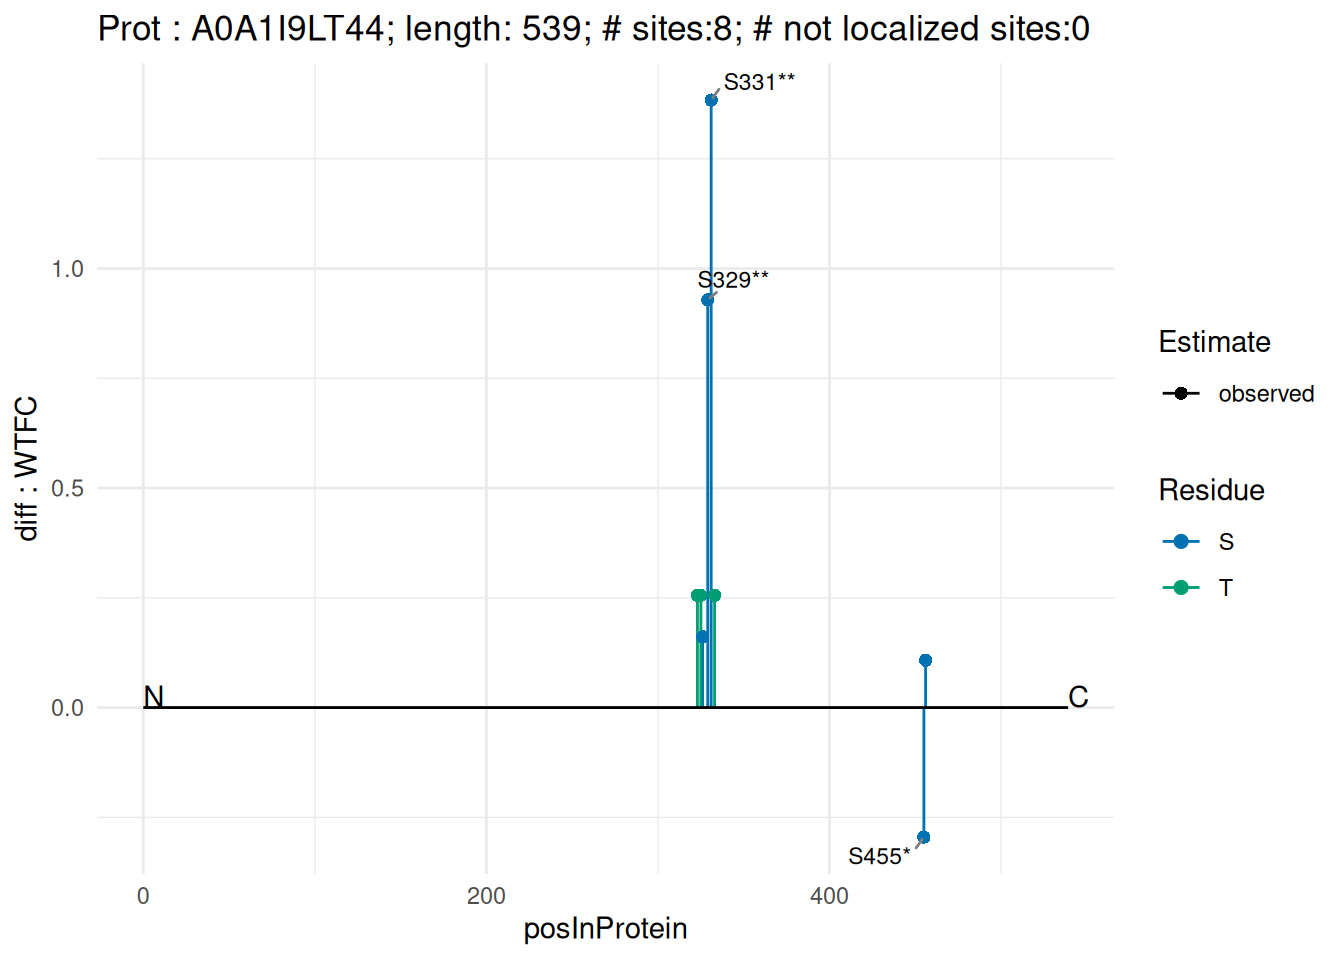 Prot : A0A1I9LT44; length: 539; # sites:8; # not localized sites:0
S331**
S329**
1.0
0.5
0.0
diff : WTFC
N
C
S455*
0
200
400
posInProtein
Estimate
observed
Residue
S
T